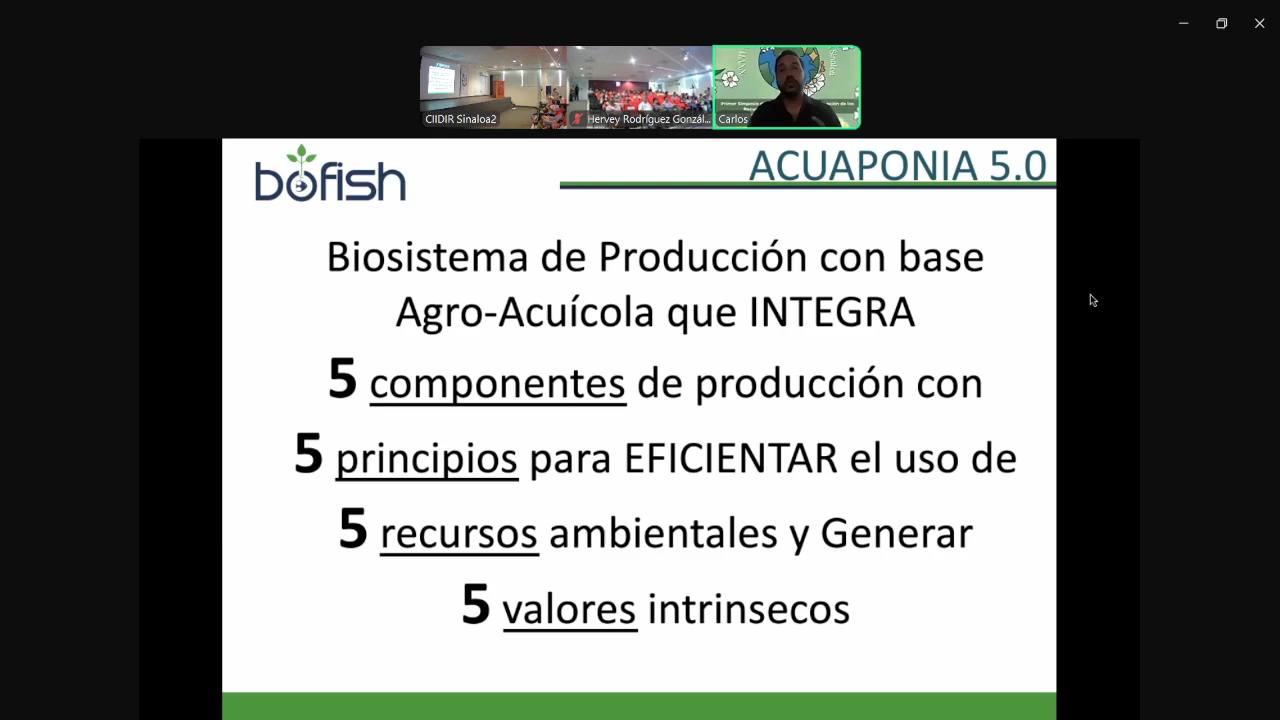 CIIDIR Sinaloa2
Hervey Rodríguez Gonzál...
Carlos
bofish
ACUAPONIA 5.0
Biosistema de Producción con base
Agro-Acuícola que INTEGRA
5 componentes de producción con
5 principios para EFICIENTAR el uso de
5 recursos ambientales y Generar
5 valores intrinsecos